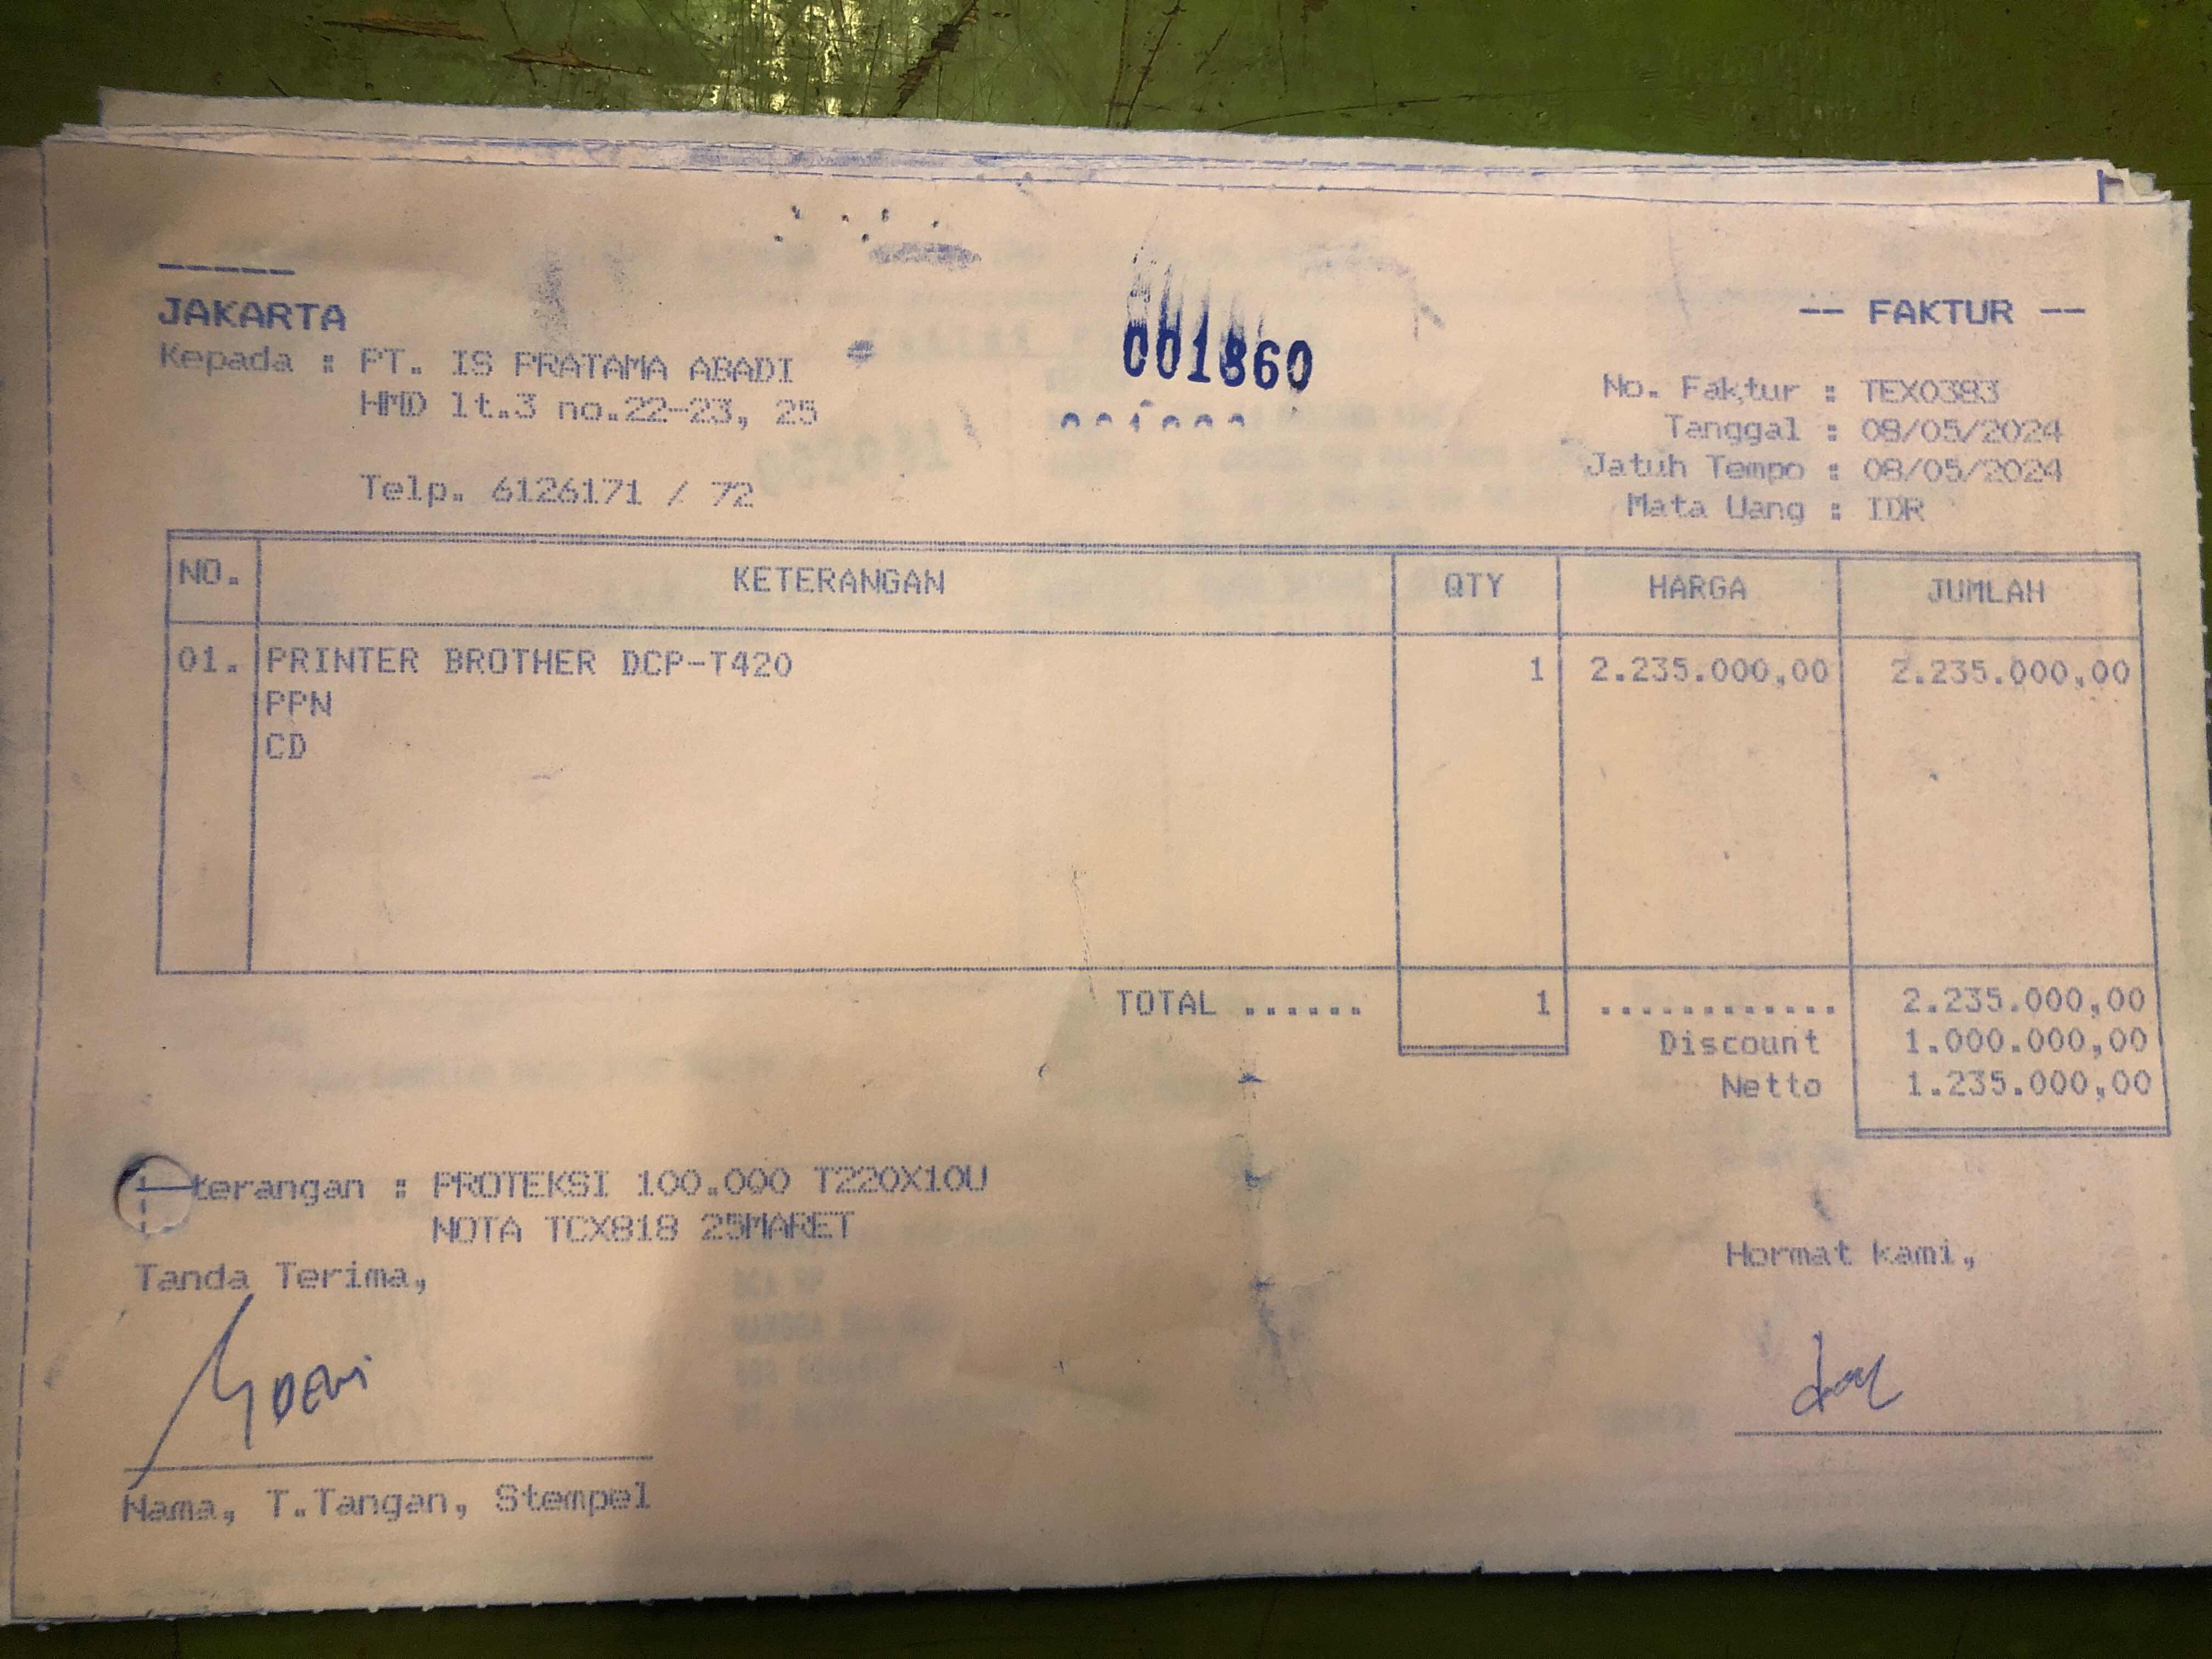 -----
JAKARTA
-- FAKTUR --
001860
Kepada : PT. IS PRATAMA ABADI
HMD lt.3 no.22-23, 25
Telp. 6126171 / 72
No. Faktur : TEX0383
Tanggal : 08/05/2024
Jatuh Tempo : 08/05/2024
Mata Uang : IDR
NO. KETERANGAN QTY HARGA JUMLAH
01. PRINTER BROTHER DCP-T420 1 2.235.000,00 2.235.000,00
PPN
CD
TOTAL ...... 1 ............ 2.235.000,00
Discount 1.000.000,00
Netto 1.235.000,00
terangan : PROTEKSI 100.000 T220X10U
NOTA TCX818 25MARET
Tanda Terima,
Hormat kami,
Nama, T.Tangan, Stempel